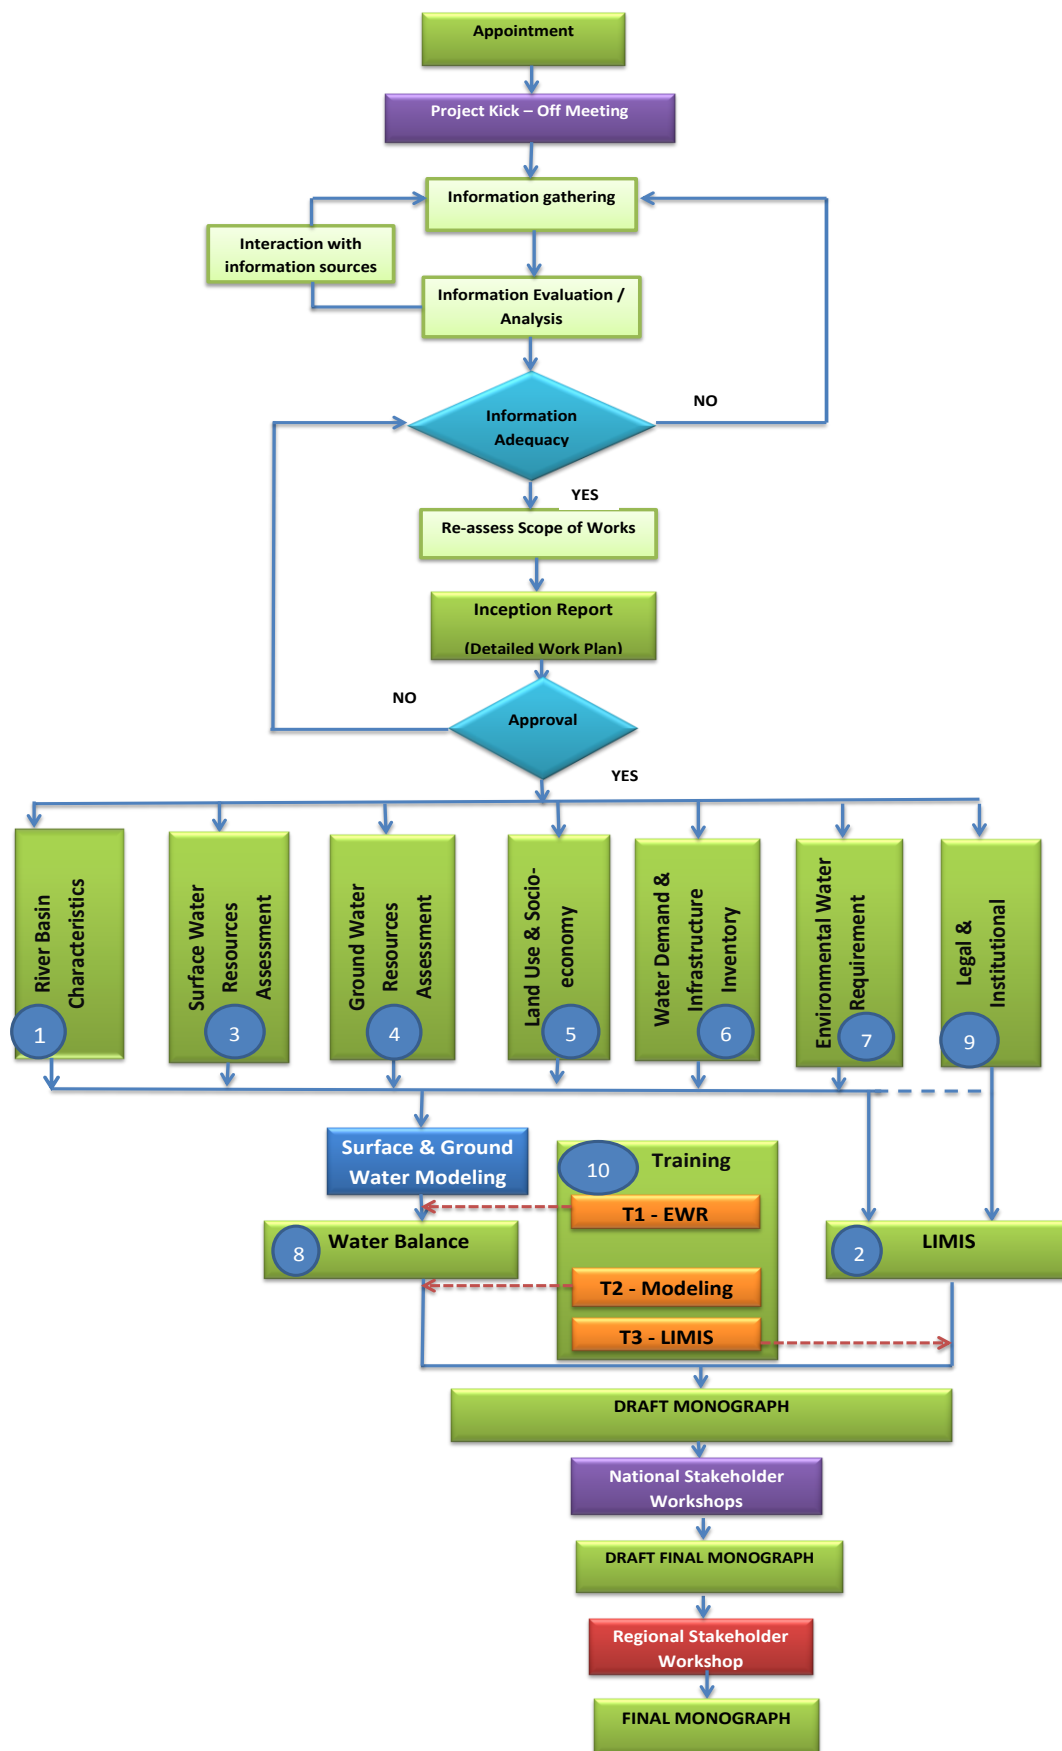 Appointment
Project Kick – Off Meeting
Information gathering
Interaction with
information sources
Information Evaluation /
Analysis
Information
Adequacy
NO
YES
Re-assess Scope of Works
Inception Report
(Detailed Work Plan)
NO
Approval
YES
River Basin
Characteristics
1
Surface Water
Resources
Assessment
3
Ground Water
Resources
Assessment
4
Land Use & Socio-
economy
5
Water Demand &
Infrastructure
Inventory
6
Environmental Water
Requirement
7
Legal &
Institutional
9
Surface & Ground
Water Modeling
10
Training
T1 - EWR
8
Water Balance
2
LIMIS
T2 - Modeling
T3 - LIMIS
DRAFT MONOGRAPH
National Stakeholder
Workshops
DRAFT FINAL MONOGRAPH
Regional Stakeholder
Workshop
FINAL MONOGRAPH